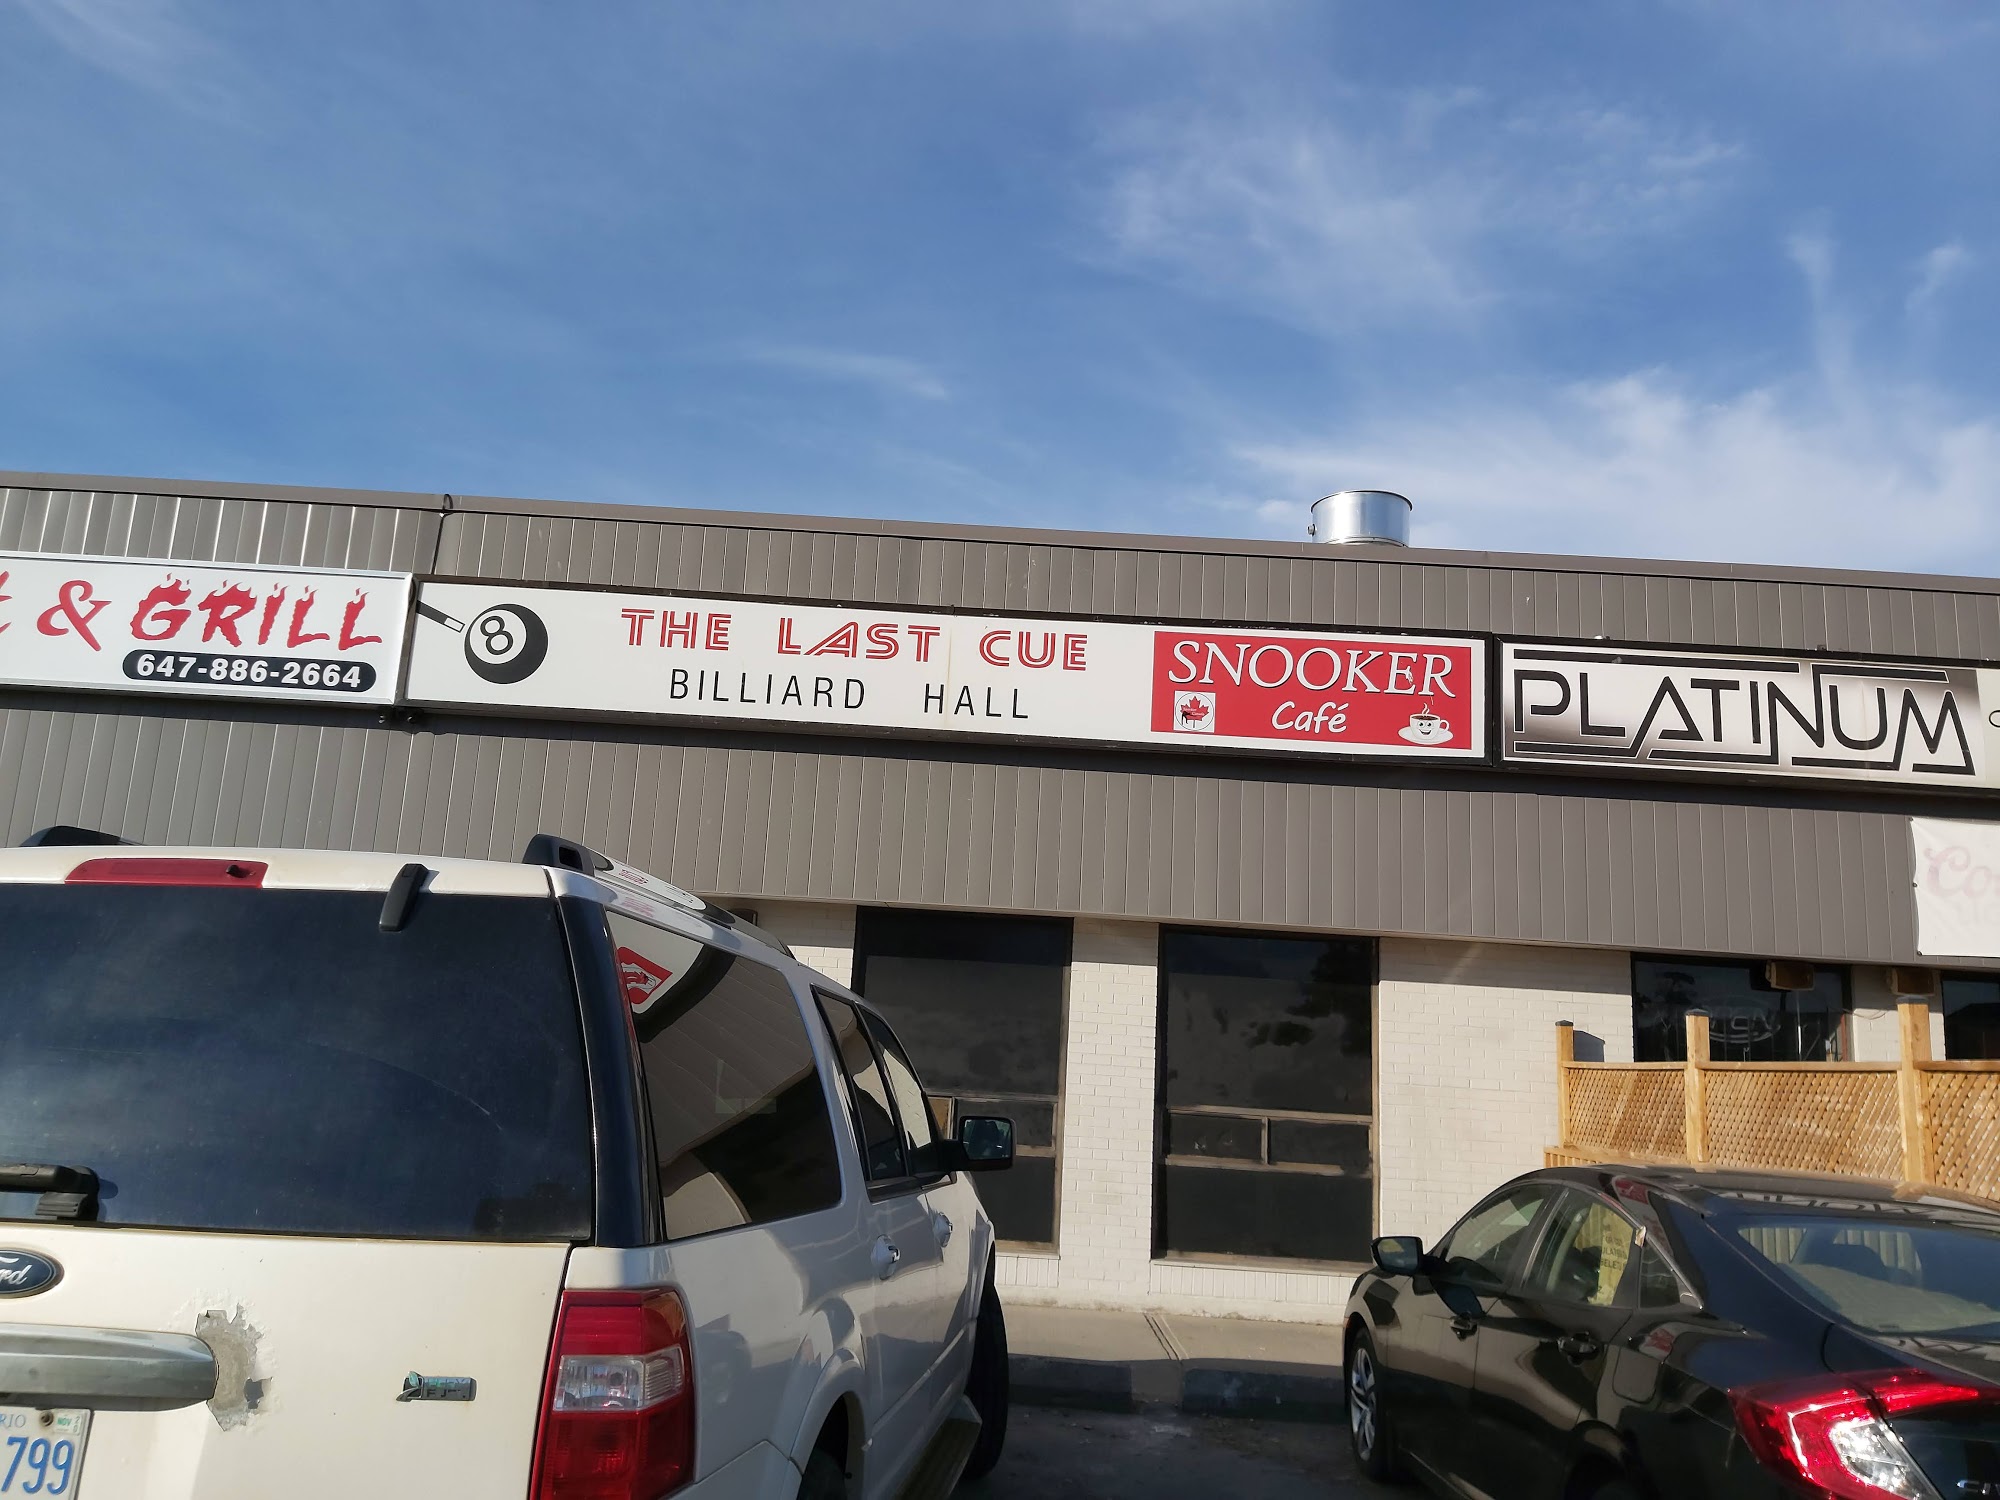 & GRILL
647-886-2664
8
THE LAST CUE
BILLIARD HALL
SNOOKER
Café
PLATINUM
799